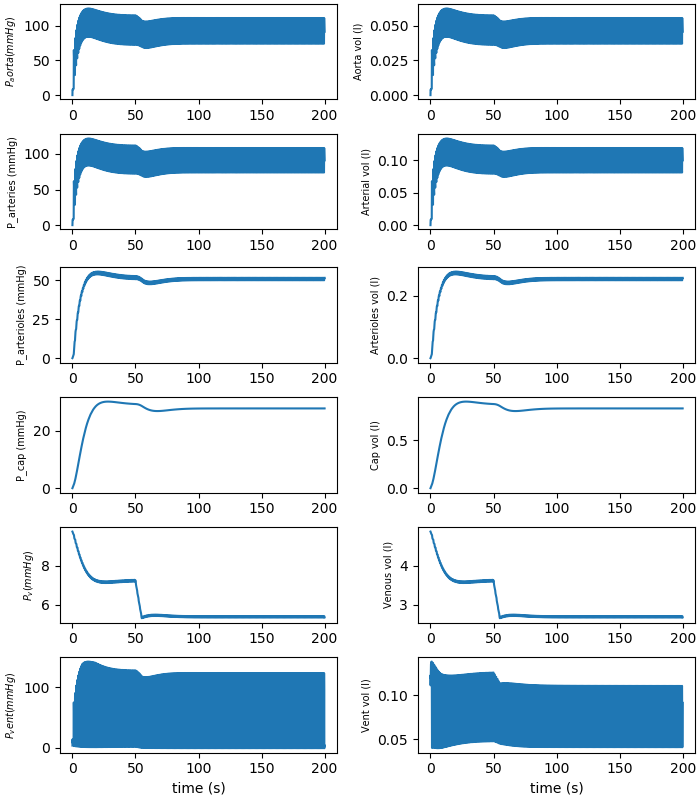 P_aorta(mmHg)
100
50
0
0 50 100 150 200
Aorta vol (l)
0.050
0.025
0.000
0 50 100 150 200
P_arteries (mmHg)
100
50
0
0 50 100 150 200
Arterial vol (l)
0.10
0.05
0.00
0 50 100 150 200
P_arterioles (mmHg)
50
25
0
0 50 100 150 200
Arterioles vol (l)
0.2
0.0
0 50 100 150 200
P_cap (mmHg)
20
0
0 50 100 150 200
Cap vol (l)
0.5
0.0
0 50 100 150 200
P_v(mmHg)
8
6
0 50 100 150 200
Venous vol (l)
4
3
0 50 100 150 200
P_vent(mmHg)
100
0
0 50 100 150 200
time (s)
Vent vol (l)
0.10
0.05
0 50 100 150 200
time (s)